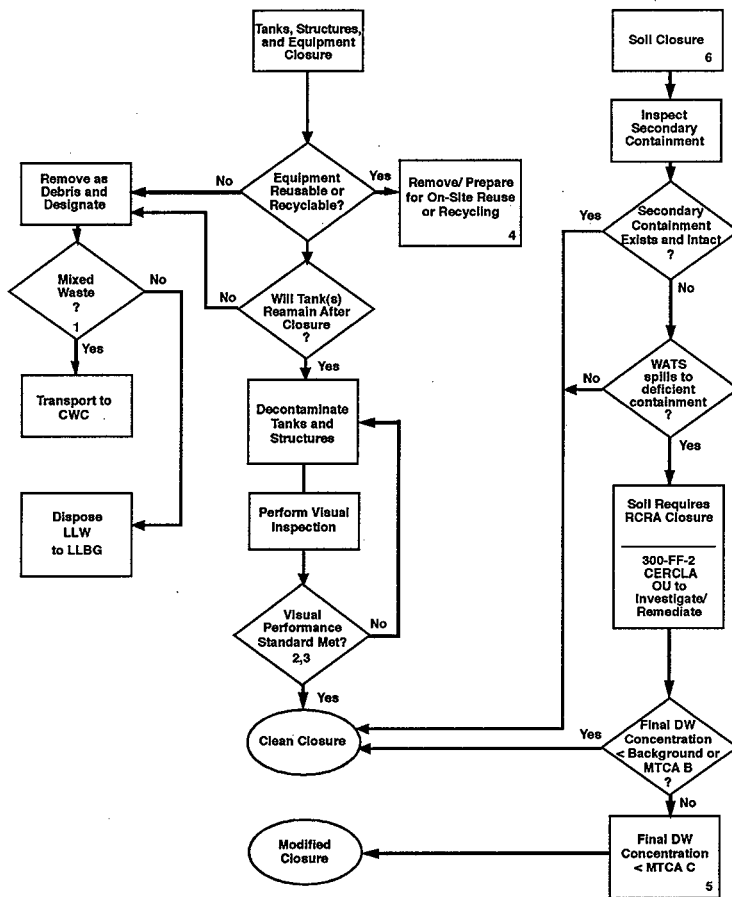 Tanks, Structures,
and Equipment
Closure
Equipment
Reusable or
Recyclable?
No
Yes
Remove/ Prepare
for On-Site Reuse
or Recycling
4
Remove as
Debris and
Designate
Mixed
Waste
?
1
No
Yes
Transport to
CWC
Dispose
LLW
to LLBG
Will Tank(s)
Reamain After
Closure
?
No
Yes
Decontaminate
Tanks and
Structures
Perform Visual
Inspection
Visual
Performance
Standard Met?
2,3
No
Yes
Clean Closure
Modified
Closure
Soil Closure
6
Inspect
Secondary
Containment
Secondary
Containment
Exists and Intact
?
Yes
No
WATS
spills to
deficient
containment
?
No
Yes
Soil Requires
RCRA Closure
300-FF-2
CERCLA
OU to
Investigate/
Remediate
Final DW
Concentration
< Background or
MTCA B
?
Yes
No
Final DW
Concentration
< MTCA C
5